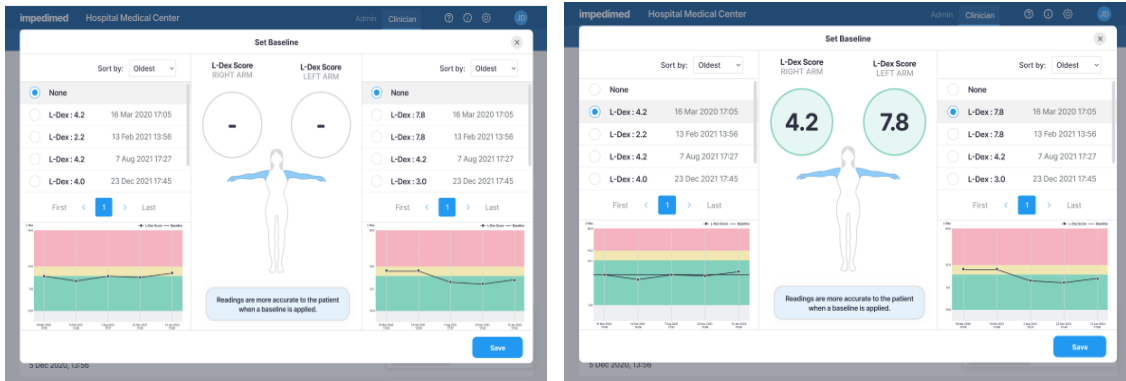 impedimed Hospital Medical Center Admin Clinician JD
Set Baseline
Sort by: Oldest
None
L-Dex : 4.2 16 Mar 2020 17:05
L-Dex : 2.2 13 Feb 2021 13:56
L-Dex : 4.2 7 Aug 2021 17:27
L-Dex : 4.0 23 Dec 2021 17:45
First < 1 > Last
L-Dex Score
RIGHT ARM
-
L-Dex Score
LEFT ARM
-
Readings are more accurate to the patient
when a baseline is applied.
Sort by: Oldest
None
L-Dex : 7.8 16 Mar 2020 17:05
L-Dex : 7.8 13 Feb 2021 13:56
L-Dex : 4.2 7 Aug 2021 17:27
L-Dex : 3.0 23 Dec 2021 17:45
First < 1 > Last
L-Dex Score Baseline
L-Dex Score Baseline
Save
5 Dec 2020, 13:56
impedimed Hospital Medical Center Admin Clinician JD
Set Baseline
Sort by: Oldest
None
L-Dex : 4.2 16 Mar 2020 17:05
L-Dex : 2.2 13 Feb 2021 13:56
L-Dex : 4.2 7 Aug 2021 17:27
L-Dex : 4.0 23 Dec 2021 17:45
First < 1 > Last
L-Dex Score
RIGHT ARM
4.2
L-Dex Score
LEFT ARM
7.8
Readings are more accurate to the patient
when a baseline is applied.
Sort by: Oldest
None
L-Dex : 7.8 16 Mar 2020 17:05
L-Dex : 7.8 13 Feb 2021 13:56
L-Dex : 4.2 7 Aug 2021 17:27
L-Dex : 3.0 23 Dec 2021 17:45
First < 1 > Last
L-Dex Score Baseline
L-Dex Score Baseline
Save
5 Dec 2020, 13:56